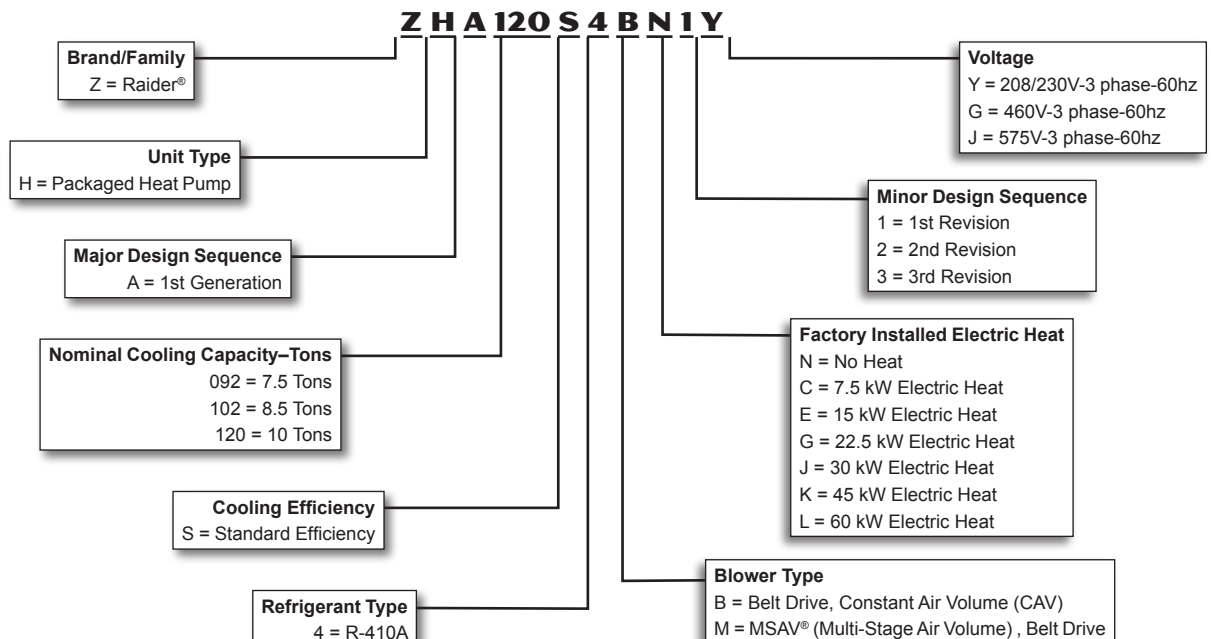 Z H A 120 S 4 B N 1 Y
Brand/Family
Z = Raider®
Unit Type
H = Packaged Heat Pump
Major Design Sequence
A = 1st Generation
Nominal Cooling Capacity–Tons
092 = 7.5 Tons
102 = 8.5 Tons
120 = 10 Tons
Cooling Efficiency
S = Standard Efficiency
Refrigerant Type
4 = R-410A
Voltage
Y = 208/230V-3 phase-60hz
G = 460V-3 phase-60hz
J = 575V-3 phase-60hz
Minor Design Sequence
1 = 1st Revision
2 = 2nd Revision
3 = 3rd Revision
Factory Installed Electric Heat
N = No Heat
C = 7.5 kW Electric Heat
E = 15 kW Electric Heat
G = 22.5 kW Electric Heat
J = 30 kW Electric Heat
K = 45 kW Electric Heat
L = 60 kW Electric Heat
Blower Type
B = Belt Drive, Constant Air Volume (CAV)
M = MSAV® (Multi-Stage Air Volume) , Belt Drive